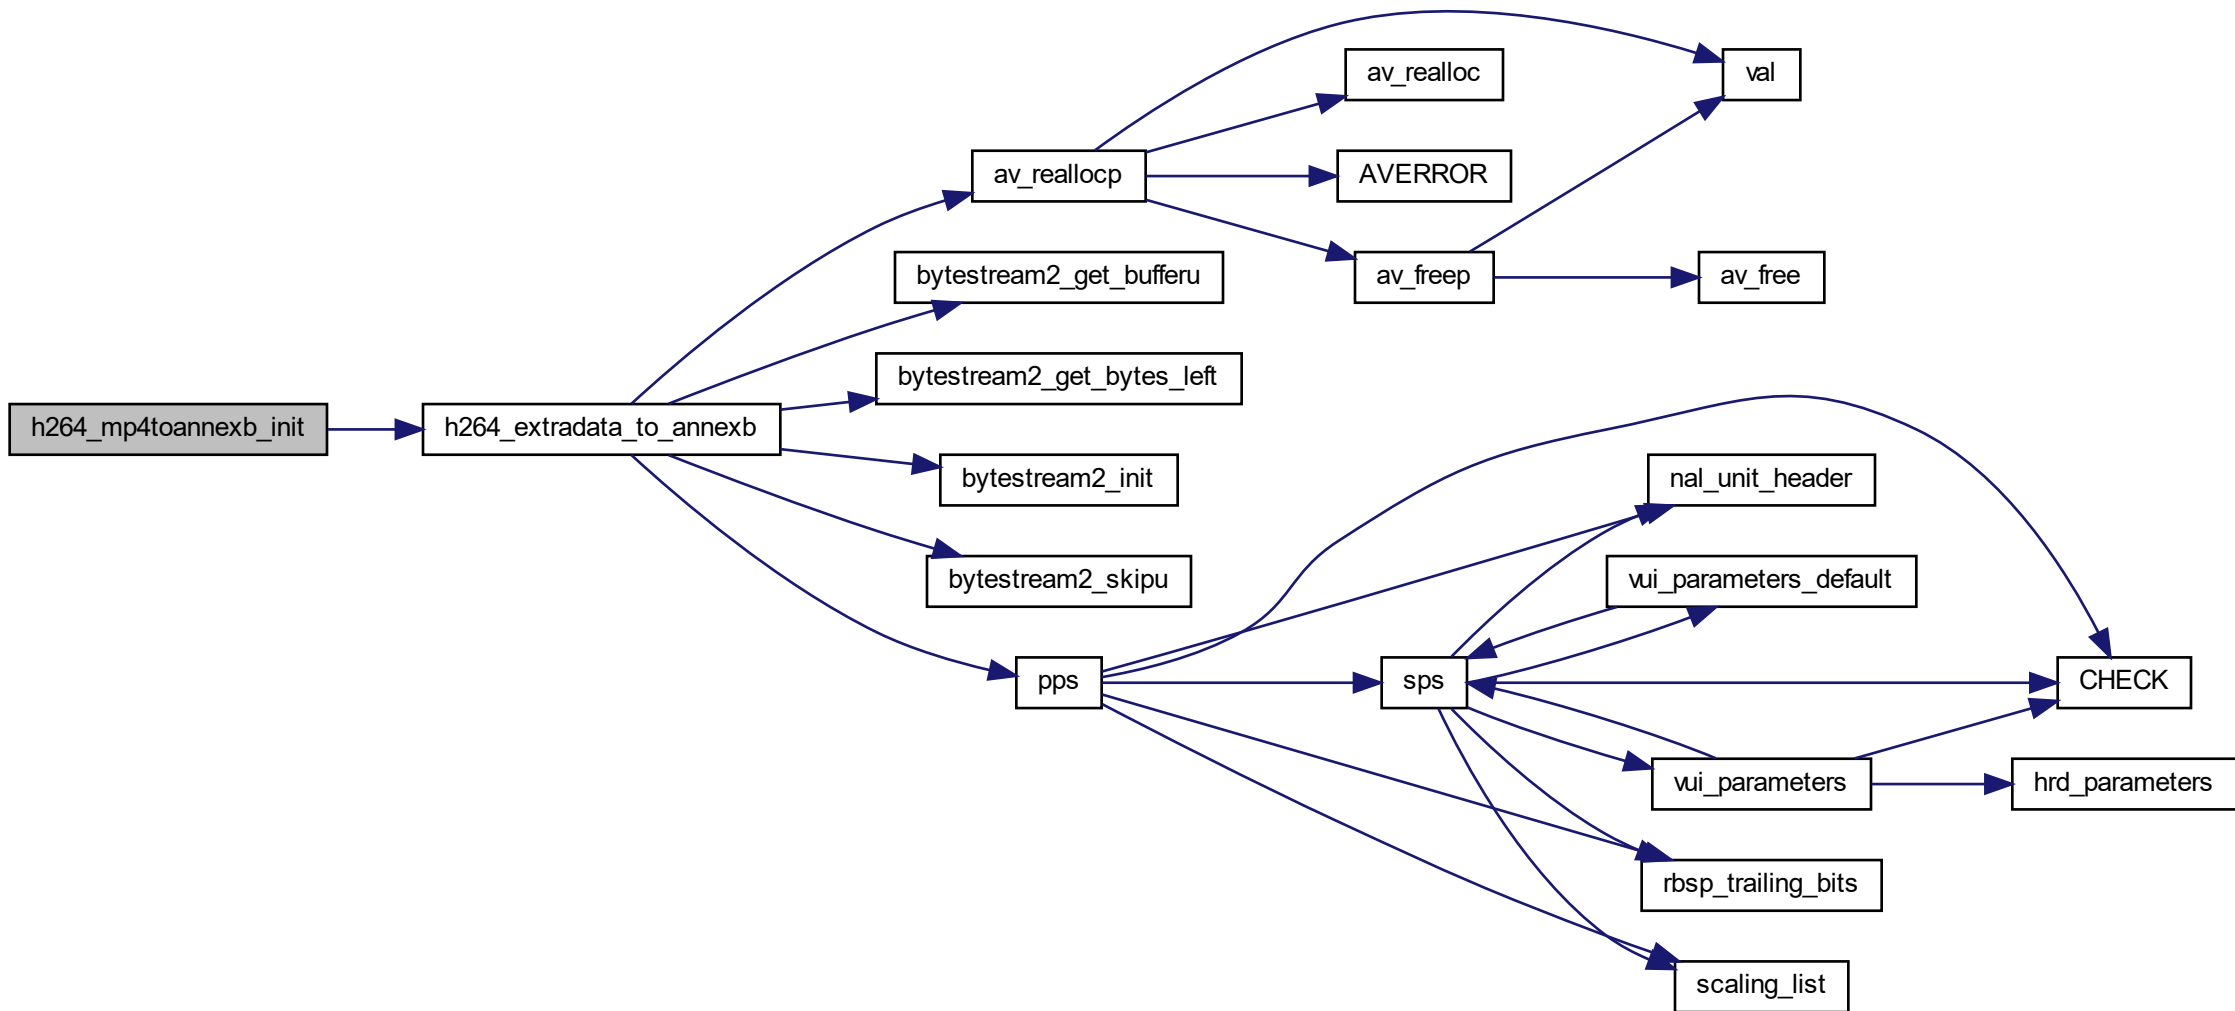 h264_mp4toannexb_init
h264_extradata_to_annexb
av_reallocp
bytestream2_get_bufferu
bytestream2_get_bytes_left
bytestream2_init
bytestream2_skipu
pps
av_realloc
AVERROR
av_freep
val
av_free
sps
nal_unit_header
vui_parameters_default
vui_parameters
rbsp_trailing_bits
scaling_list
CHECK
hrd_parameters